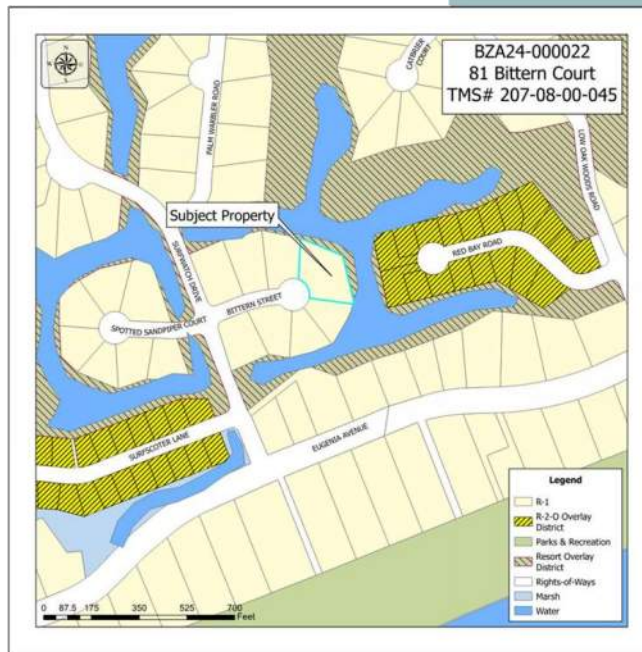 BZA24-000022
81 Bittern Court
TMS# 207-08-00-045
N
CATBRIER
COURT
PALM WARBLER ROAD
LOW OAK WOODS ROAD
Subject Property
SURFWATCH DRIVE
RED BAY ROAD
BITTERN STREET
SPOTTED SANDPIPER COURT
SURFSCOTER LANE
EUGENIA AVENUE
Legend
R-1
R-2-O Overlay
District
Parks & Recreation
Resort Overlay
District
Rights-of-Ways
Marsh
Water
0 87.5 175 350 525 700
Feet